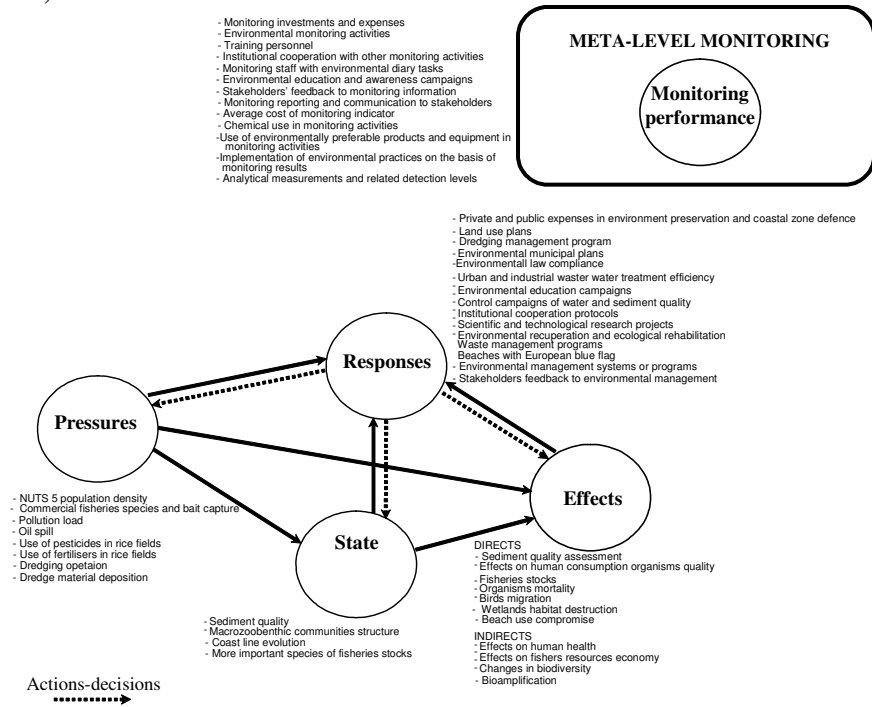 )
- Monitoring investments and expenses
- Environmental monitoring activities
- Training personnel
- Institutional cooperation with other monitoring activities
- Monitoring staff with environmental diary tasks
- Environmental education and awareness campaigns
- Stakeholders' feedback to monitoring information
- Monitoring reporting and communication to stakeholders
- Average cost of monitoring indicator
- Chemical use in monitoring activities
-Use of environmentally preferable products and equipment in
monitoring activities
-Implementation of environmental practices on the basis of
monitoring results
- Analytical measurements and related detection levels
META-LEVEL MONITORING
Monitoring
performance
- Private and public expenses in environment preservation and coastal zone defence
- Land use plans
- Dredging management program
- Environmental municipal plans
-Environmentall law compliance
- Urban and industrial waster water treatment efficiency
- Environmental education campaigns
- Control campaigns of water and sediment quality
- Institutional cooperation protocols
- Scientific and technological research projects
- Environmental recuperation and ecological rehabilitation
Waste management programs
Beaches with European blue flag
- Environmental management systems or programs
- Stakeholders feedback to environmental management
Responses
Pressures
- NUTS 5 population density
- Commercial fisheries species and bait capture
- Pollution load
- Oil spill
- Use of pesticides in rice fields
- Use of fertilisers in rice fields
- Dredging opetaion
- Dredge material deposition
State
- Sediment quality
- Macrozoobenthic communities structure
- Coast line evolution
- More important species of fisheries stocks
Effects
DIRECTS
- Sediment quality assessment
- Effects on human consumption organisms quality
- Fisheries stocks
- Organisms mortality
- Birds migration
- Wetlands habitat destruction
- Beach use compromise
INDIRECTS
- Effects on human health
- Effects on fishers resources economy
- Changes in biodiversity
- Bioamplification
Actions-decisions